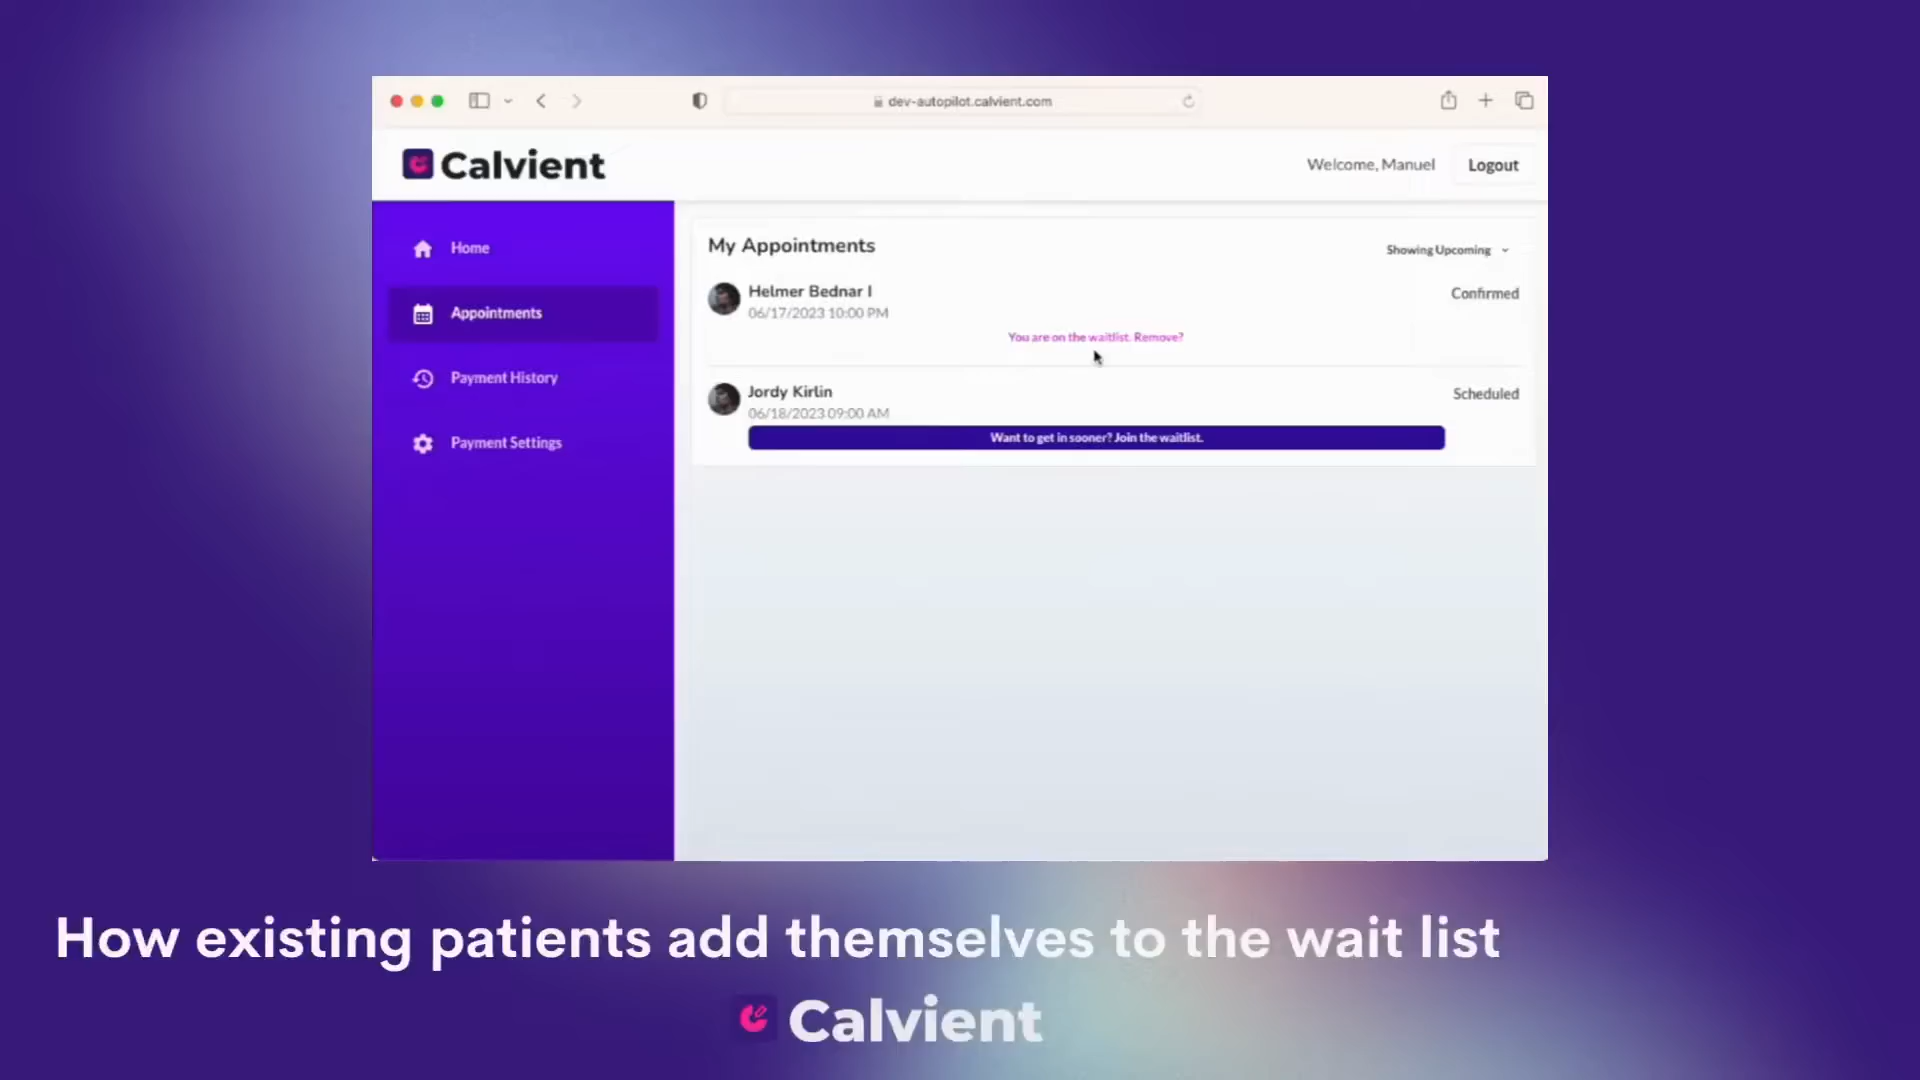 dev-autopilot.calvient.com
Calvient
Welcome, Manuel
Logout
Home
Appointments
Payment History
Payment Settings
My Appointments
Showing Upcoming
Helmer Bednar I
Confirmed
06/17/2023 10:00 PM
You are on the waitlist. Remove?
Jordy Kirlin
Scheduled
06/18/2023 09:00 AM
Want to get in sooner? Join the waitlist.
How existing patients add themselves to the wait list
Calvient